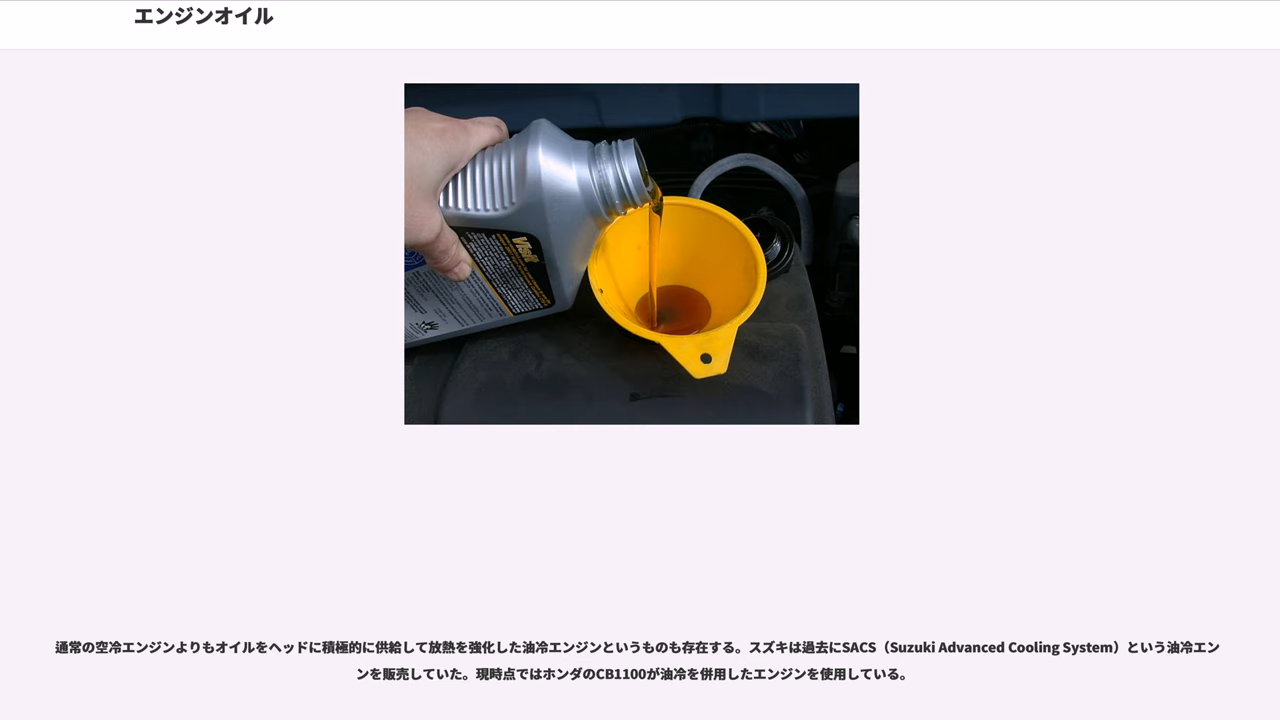 エンジンオイル
Visit
通常の空冷エンジンよりもオイルをヘッドに積極的に供給して放熱を強化した油冷エンジンというものも存在する。スズキは過去にSACS（Suzuki Advanced Cooling System）という油冷エン
ンを販売していた。現時点ではホンダのCB1100が油冷を併用したエンジンを使用している。